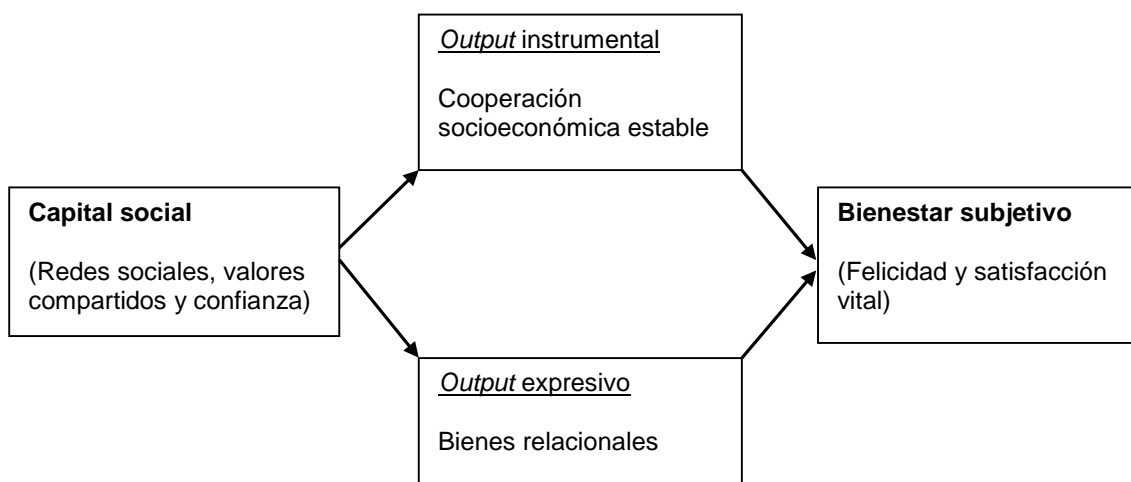 Output instrumental
Cooperación
socioeconómica estable
Capital social
(Redes sociales, valores
compartidos y confianza)
Bienestar subjetivo
(Felicidad y satisfacción
vital)
Output expresivo
Bienes relacionales